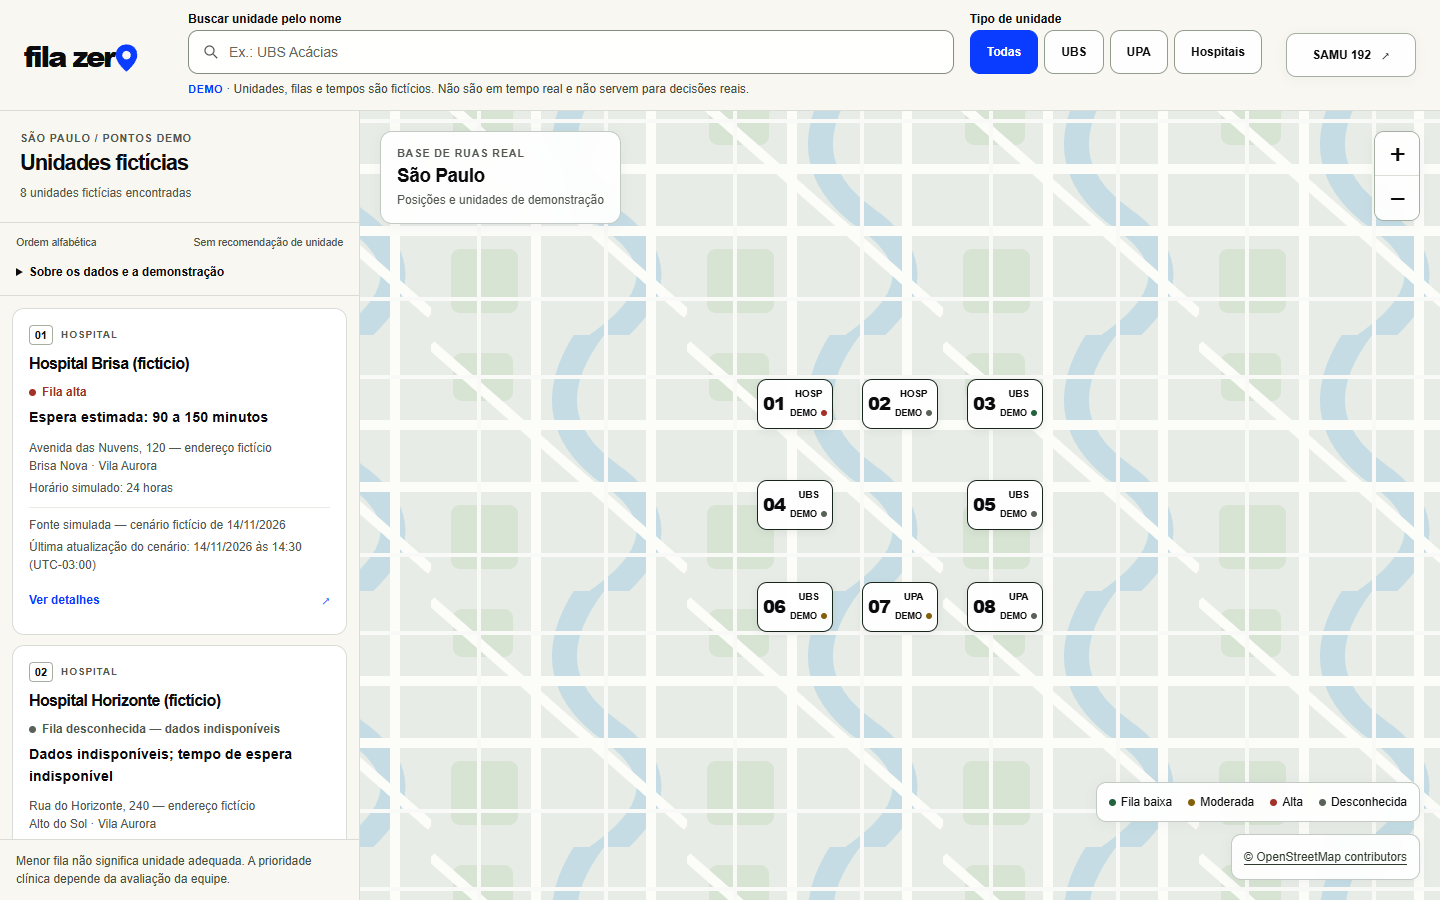 fila zero
Buscar unidade pelo nome
Ex.: UBS Acácias
DEMO · Unidades, filas e tempos são fictícios. Não são em tempo real e não servem para decisões reais.
Tipo de unidade
Todas
UBS
UPA
Hospitais
SAMU 192 ↗
SÃO PAULO / PONTOS DEMO
Unidades fictícias
8 unidades fictícias encontradas
Ordem alfabética
Sem recomendação de unidade
Sobre os dados e a demonstração
01 HOSPITAL
Hospital Brisa (fictício)
Fila alta
Espera estimada: 90 a 150 minutos
Avenida das Nuvens, 120 — endereço fictício
Brisa Nova · Vila Aurora
Horário simulado: 24 horas
Fonte simulada — cenário fictício de 14/11/2026
Última atualização do cenário: 14/11/2026 às 14:30
(UTC-03:00)
Ver detalhes ↗
02 HOSPITAL
Hospital Horizonte (fictício)
Fila desconhecida — dados indisponíveis
Dados indisponíveis; tempo de espera
indisponível
Rua do Horizonte, 240 — endereço fictício
Alto do Sol · Vila Aurora
Menor fila não significa unidade adequada. A prioridade
clínica depende da avaliação da equipe.
BASE DE RUAS REAL
São Paulo
Posições e unidades de demonstração
+
−
01 HOSP DEMO
02 HOSP DEMO
03 UBS DEMO
04 UBS DEMO
05 UBS DEMO
06 UBS DEMO
07 UPA DEMO
08 UPA DEMO
Fila baixa
Moderada
Alta
Desconhecida
© OpenStreetMap contributors